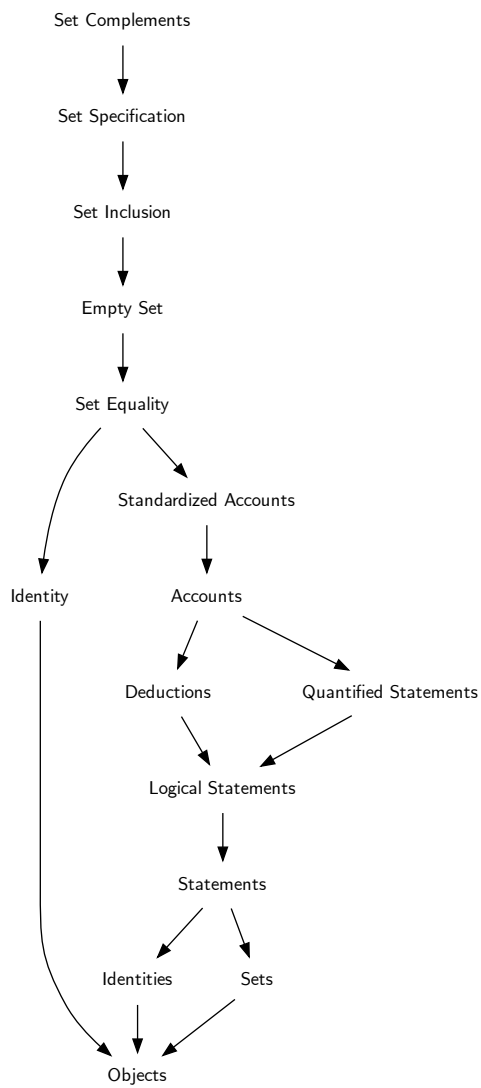 Set Complements
Set Specification
Set Inclusion
Empty Set
Set Equality
Standardized Accounts
Identity
Accounts
Deductions
Quantified Statements
Logical Statements
Statements
Identities
Sets
Objects